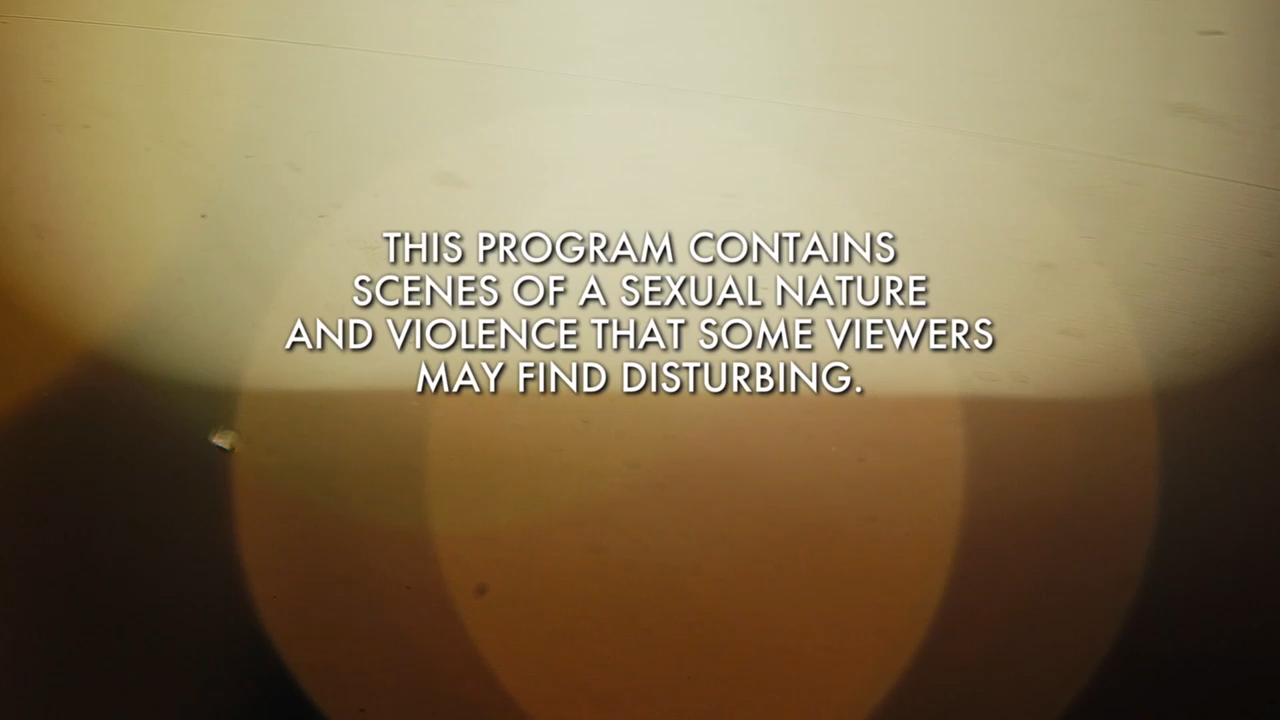 THIS PROGRAM CONTAINS
SCENES OF A SEXUAL NATURE
AND VIOLENCE THAT SOME VIEWERS
MAY FIND DISTURBING.